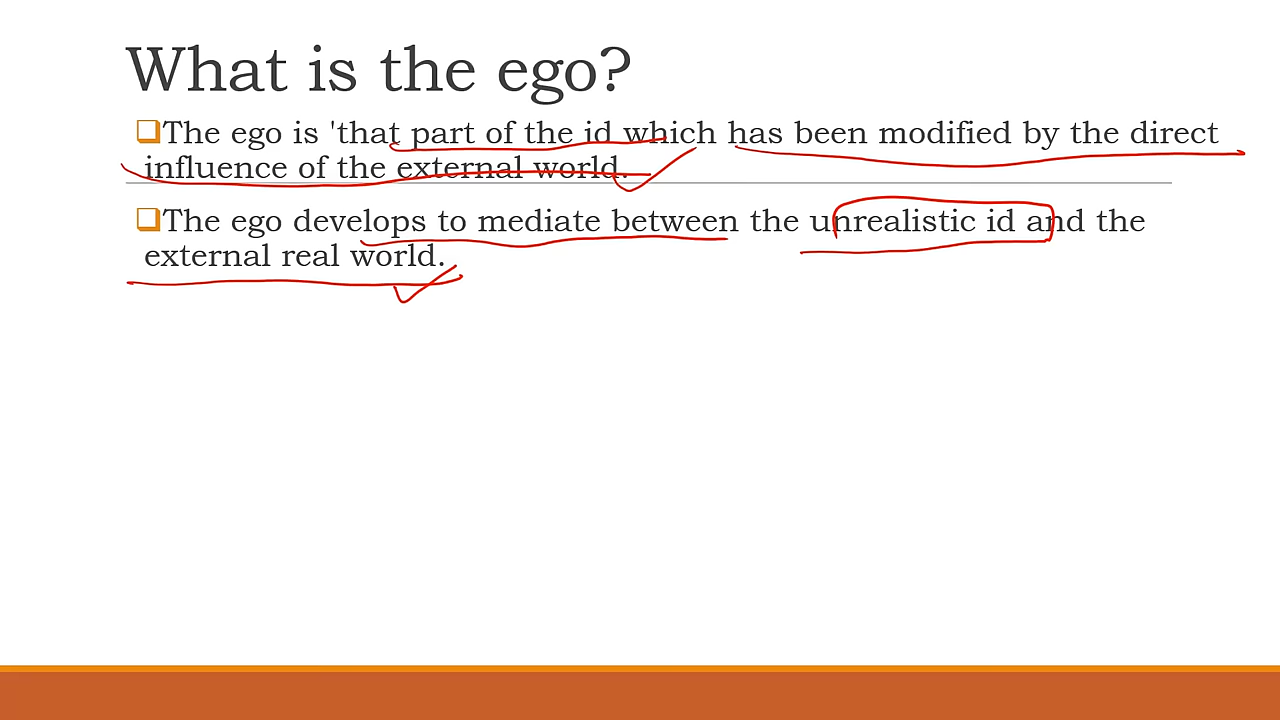 What is the ego?
The ego is 'that part of the id which has been modified by the direct
influence of the external world.
The ego develops to mediate between the unrealistic id and the
external real world.